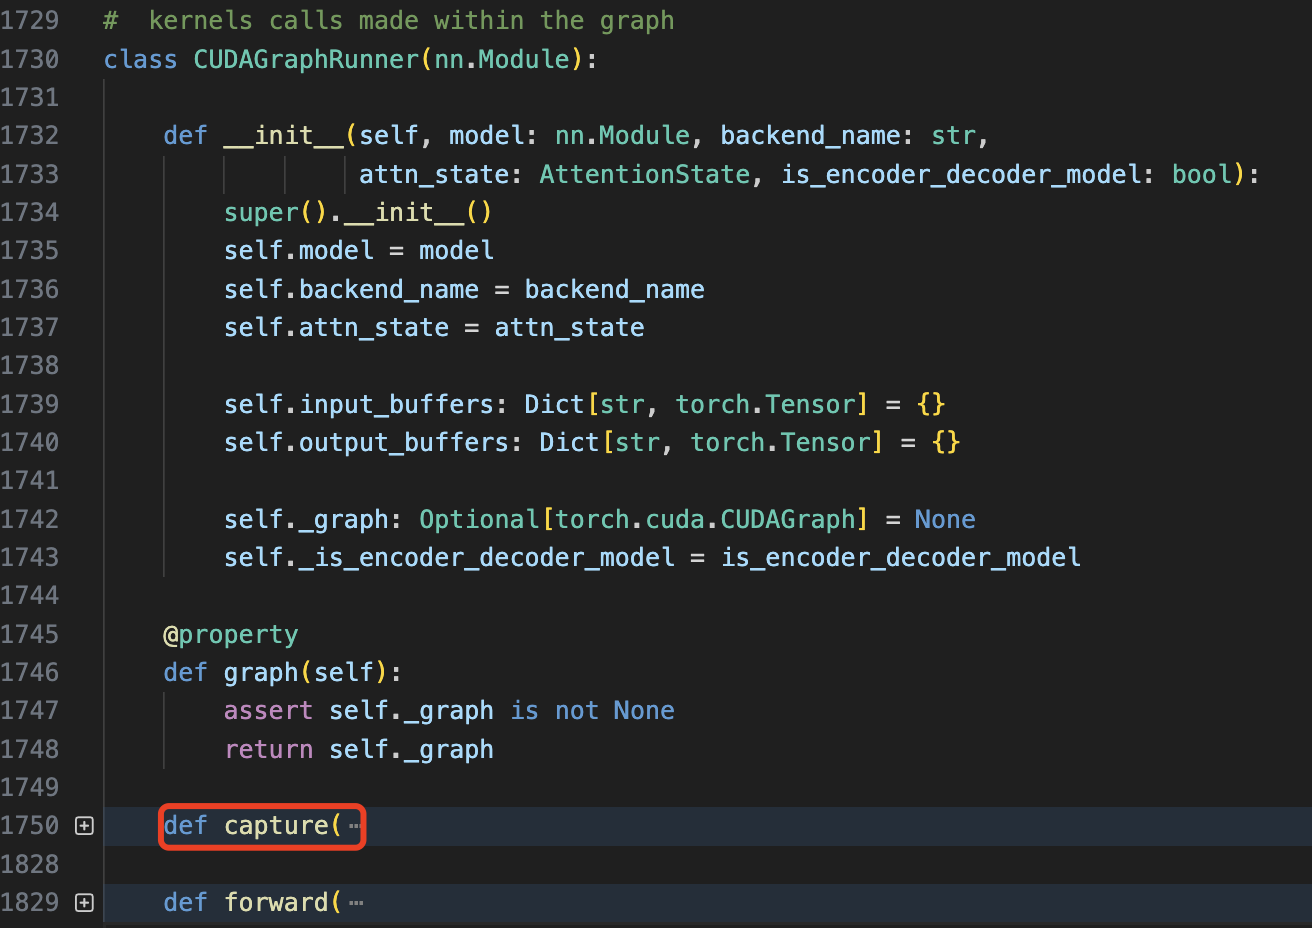 1729 #  kernels calls made within the graph
1730 class CUDAGraphRunner(nn.Module):
1731
1732 def __init__(self, model: nn.Module, backend_name: str,
1733 attn_state: AttentionState, is_encoder_decoder_model: bool):
1734 super().__init__()
1735 self.model = model
1736 self.backend_name = backend_name
1737 self.attn_state = attn_state
1738
1739 self.input_buffers: Dict[str, torch.Tensor] = {}
1740 self.output_buffers: Dict[str, torch.Tensor] = {}
1741
1742 self._graph: Optional[torch.cuda.CUDAGraph] = None
1743 self._is_encoder_decoder_model = is_encoder_decoder_model
1744
1745 @property
1746 def graph(self):
1747 assert self._graph is not None
1748 return self._graph
1749
1750 def capture( ⋯
1828
1829 def forward( ⋯